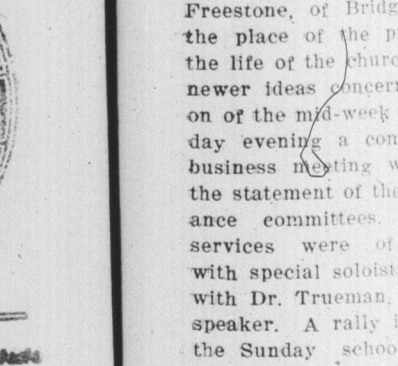 Freestone, of Bridg
the place of the p
the life of the churc
newer ideas concern
on of the mid-week
day evening a con
business meeting w
the statement of the
ance committees.
services were of
with special soloist
with Dr. Trueman,
speaker. A rally i
the Sunday schoo